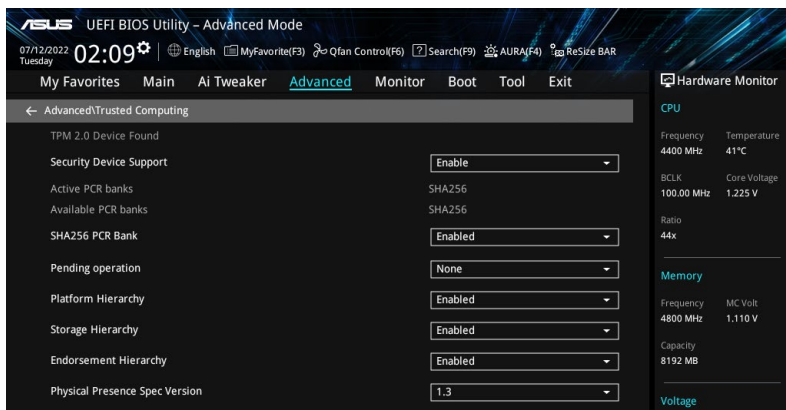 ASUS UEFI BIOS Utility – Advanced Mode
07/12/2022 Tuesday 02:09 English MyFavorite(F3) Qfan Control(F6) Search(F9) AURA(F4) ReSize BAR
My Favorites Main Ai Tweaker Advanced Monitor Boot Tool Exit
Hardware Monitor
← Advanced\Trusted Computing
TPM 2.0 Device Found
Security Device Support Enable
Active PCR banks SHA256
Available PCR banks SHA256
SHA256 PCR Bank Enabled
Pending operation None
Platform Hierarchy Enabled
Storage Hierarchy Enabled
Endorsement Hierarchy Enabled
Physical Presence Spec Version 1.3
CPU
Frequency Temperature
4400 MHz 41°C
BCLK Core Voltage
100.00 MHz 1.225 V
Ratio
44x
Memory
Frequency MC Volt
4800 MHz 1.110 V
Capacity
8192 MB
Voltage